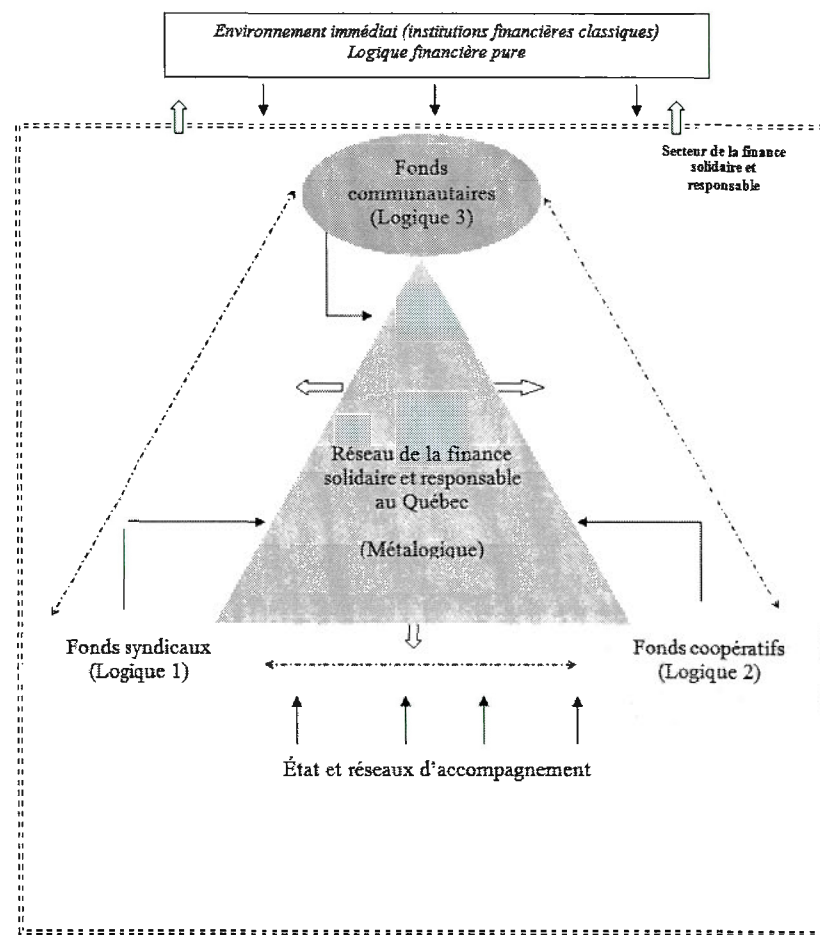 Environnement immédiat (institutions financières classiques)
Logique financière pure
Secteur de la finance
solidaire et
responsable
Fonds
communautaires
(Logique 3)
Réseau de la finance
solidaire et responsable
au Québec
(Métalogique)
Fonds syndicaux
(Logique 1)
Fonds coopératifs
(Logique 2)
État et réseaux d'accompagnement